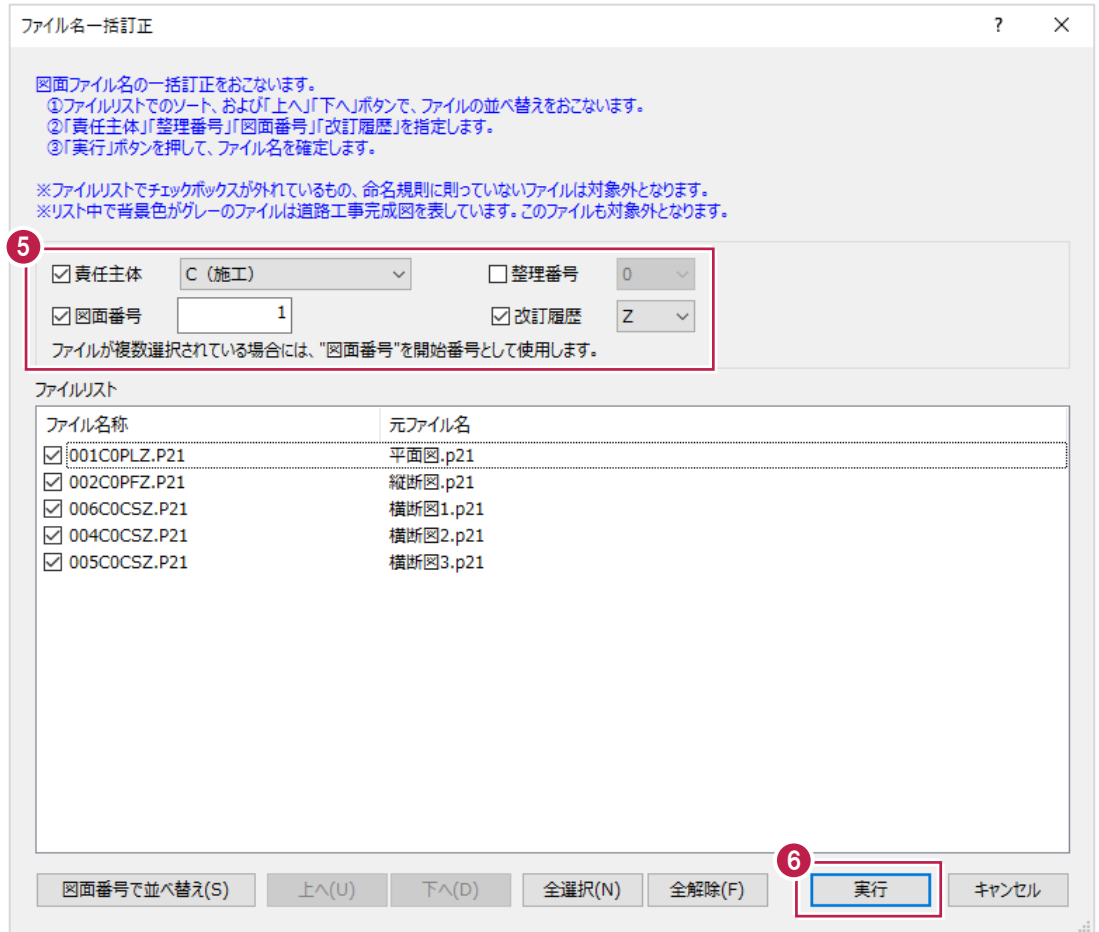 ファイル名一括訂正
?
図面ファイル名の一括訂正をおこないます。
①ファイルリストでのソート、および「上へ」「下へ」ボタンで、ファイルの並べ替えをおこないます。
②「責任主体」「整理番号」「図面番号」「改訂履歴」を指定します。
③「実行」ボタンを押して、ファイル名を確定します。
※ファイルリストでチェックボックスが外れているもの、命名規則に則っていないファイルは対象外となります。
※リスト中で背景色がグレーのファイルは道路工事完成図を表しています。このファイルも対象外となります。
5
責任主体 C（施工） 整理番号 0
図面番号 1 改訂履歴 Z
ファイルが複数選択されている場合には、"図面番号"を開始番号として使用します。
ファイルリスト
ファイル名称 元ファイル名
001C0PLZ.P21 平面図.p21
002C0PFZ.P21 縦断図.p21
006C0CSZ.P21 横断図1.p21
004C0CSZ.P21 横断図2.p21
005C0CSZ.P21 横断図3.p21
6
図面番号で並べ替え(S) 上へ(U) 下へ(D) 全選択(N) 全解除(F) 実行 キャンセル